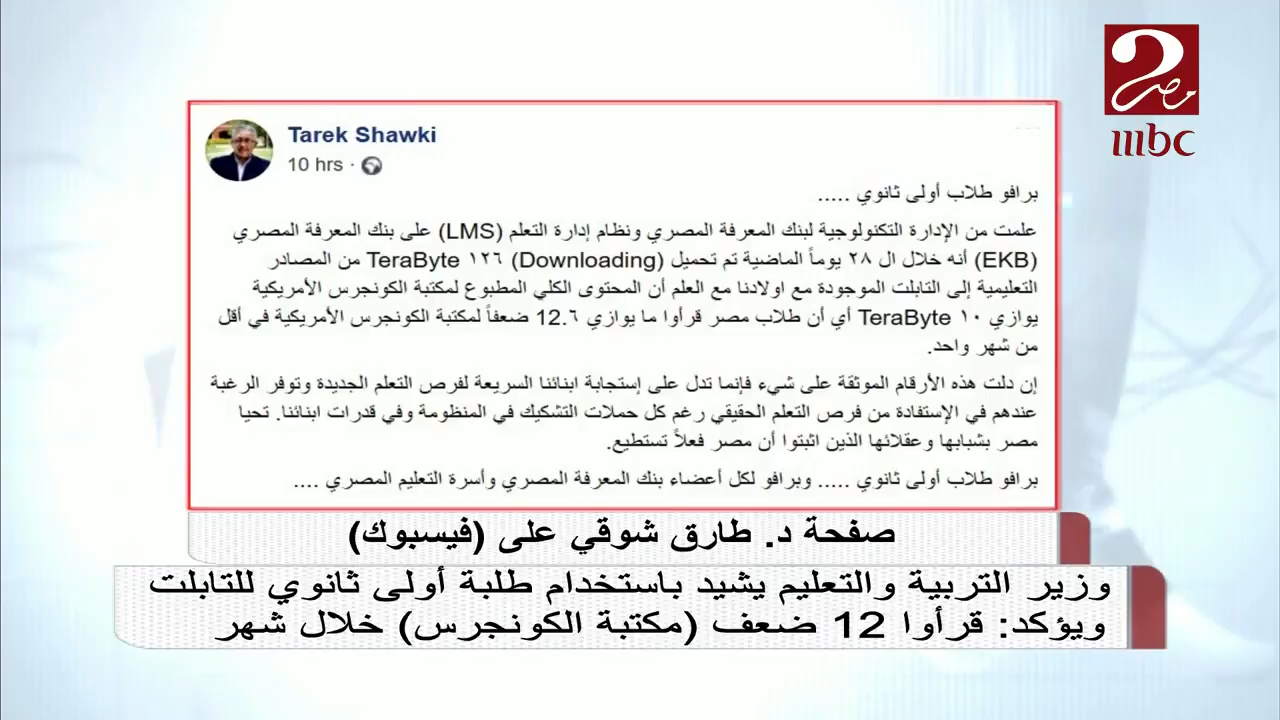 مصر
mbc
Tarek Shawki
10 hrs ·
برافو طلاب أولى ثانوي .....
علمت من الإدارة التكنولوجية لبنك المعرفة المصري ونظام إدارة التعلم (LMS) على بنك المعرفة المصري
(EKB) أنه خلال ال ٢٨ يوماً الماضية تم تحميل (Downloading) ١٢٦ TeraByte من المصادر
التعليمية إلى التابلت الموجودة مع اولادنا مع العلم أن المحتوى الكلي المطبوع لمكتبة الكونجرس الأمريكية
يوازي ١٠ TeraByte أي أن طلاب مصر قرأوا ما يوازي 12.٦ ضعفاً لمكتبة الكونجرس الأمريكية في أقل
من شهر واحد.
إن دلت هذه الأرقام الموثقة على شيء فإنما تدل على إستجابة ابنائنا السريعة لفرص التعلم الجديدة وتوفر الرغبة
عندهم في الإستفادة من فرص التعلم الحقيقي رغم كل حملات التشكيك في المنظومة وفي قدرات ابنائنا. تحيا
مصر بشبابها وعقلائها الذين اثبتوا أن مصر فعلاً تستطيع.
برافو طلاب أولى ثانوي ..... وبرافو لكل أعضاء بنك المعرفة المصري وأسرة التعليم المصري ....
صفحة د. طارق شوقي على (فيسبوك)
وزير التربية والتعليم يشيد باستخدام طلبة أولى ثانوي للتابلت
ويؤكد: قرأوا 12 ضعف (مكتبة الكونجرس) خلال شهر